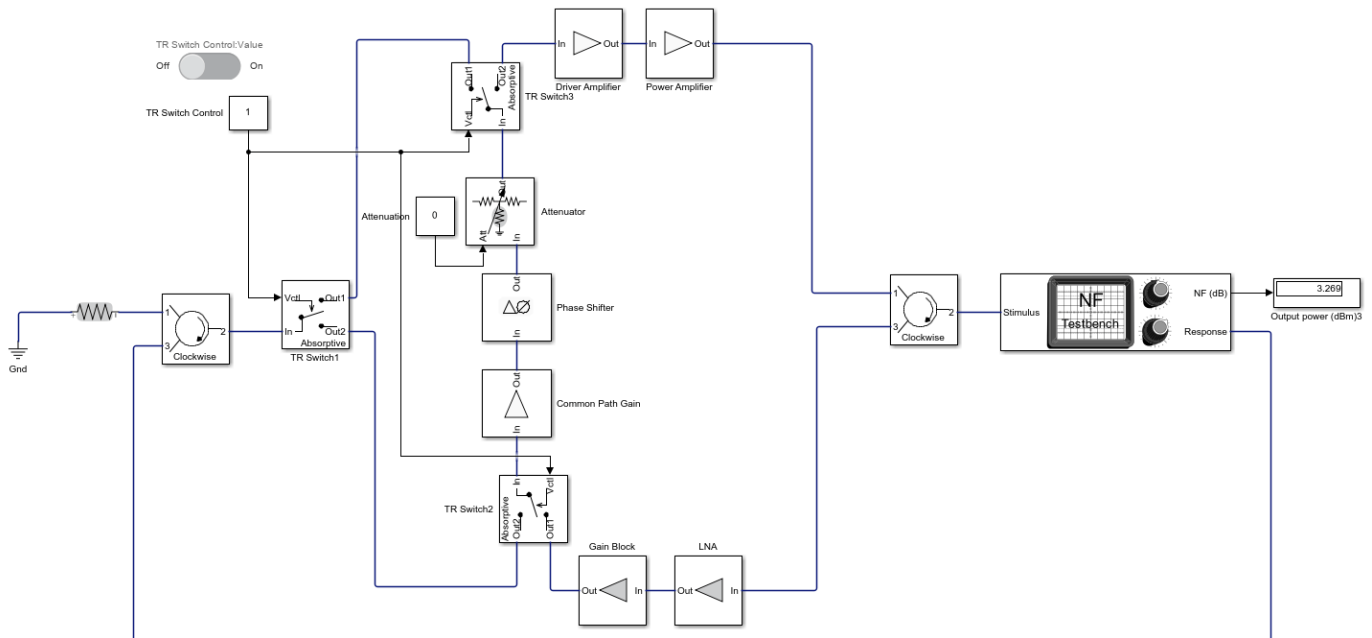 TR Switch Control:Value
Off
On
TR Switch Control
1
Out1
Out2
Absorptive
Vctl
In
TR Switch3
In
Out
Driver Amplifier
In
Out
Power Amplifier
Attenuation
0
Out
Att
In
Attenuator
Out
In
Phase Shifter
Out
In
Common Path Gain
Gnd
+
-
1
2
3
Clockwise
Vctl
Out1
In
Out2
Absorptive
TR Switch1
1
2
3
Clockwise
Stimulus
NF
Testbench
NF (dB)
Response
3.269
Output power (dBm)3
TR Switch2
In
Vctl
Absorptive
Out2
Out1
Gain Block
Out
In
LNA
Out
In